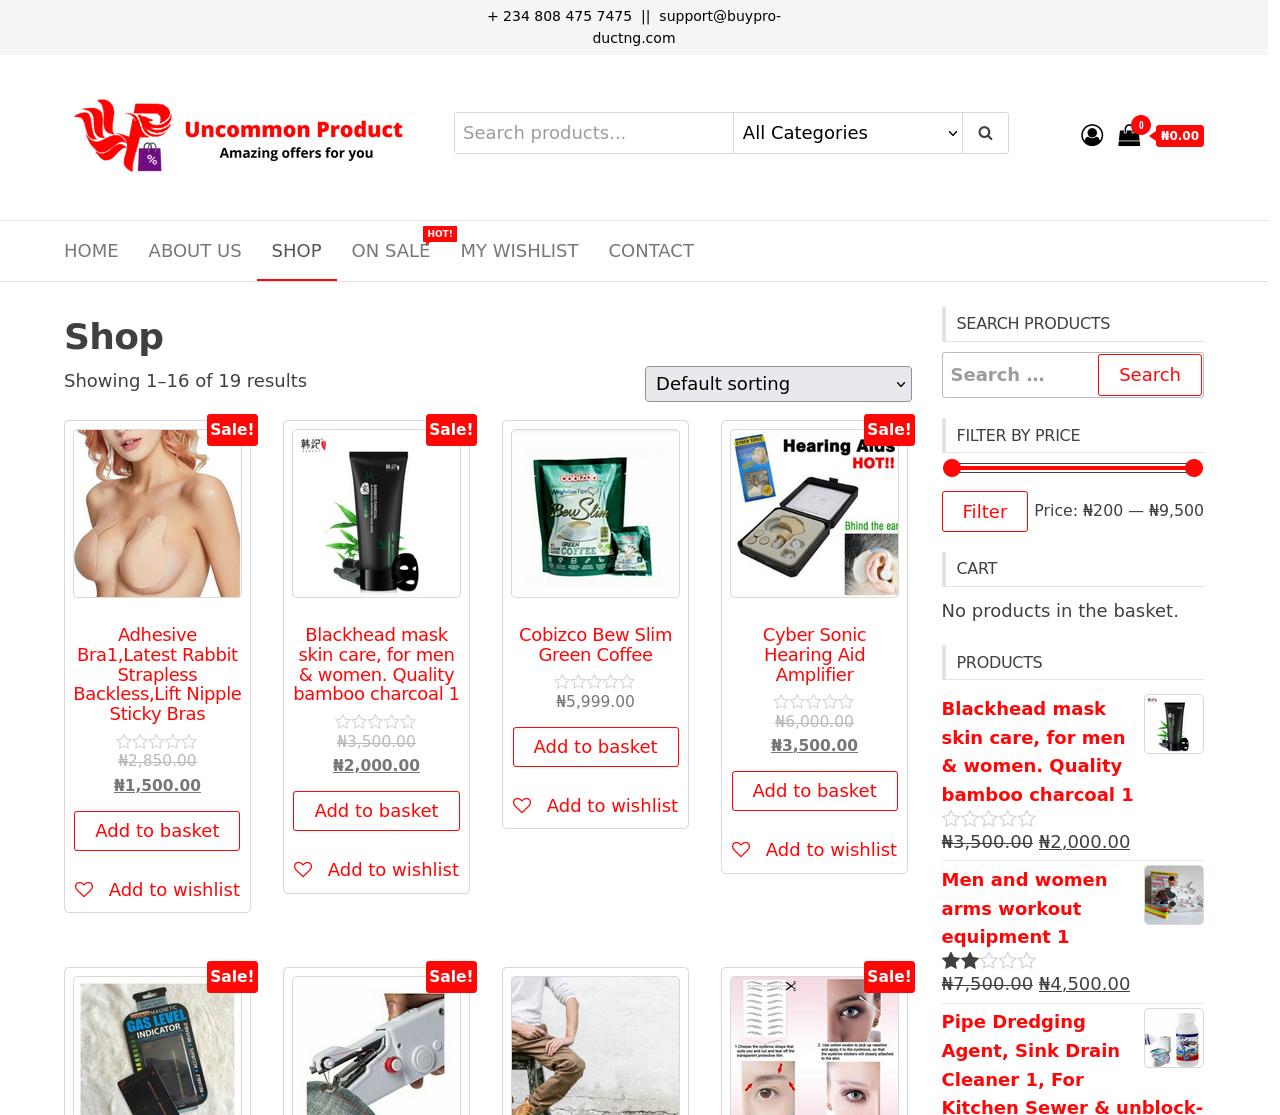 + 234 808 475 7475 || support@buypro-
ductng.com
%
Uncommon Product
Amazing offers for you
Search products...
All Categories
0
₦0.00
HOME
ABOUT US
SHOP
ON SALE
HOT!
MY WISHLIST
CONTACT
Shop
Showing 1–16 of 19 results
Default sorting
Sale!
Adhesive
Bra1,Latest Rabbit
Strapless
Backless,Lift Nipple
Sticky Bras
₦2,850.00
₦1,500.00
Add to basket
Add to wishlist
Sale!
Blackhead mask
skin care, for men
& women. Quality
bamboo charcoal 1
₦3,500.00
₦2,000.00
Add to basket
Add to wishlist
cobizco
BewSlim
GREEN
COFFEE
Cobizco Bew Slim
Green Coffee
₦5,999.00
Add to basket
Add to wishlist
Sale!
CYBER SONIC
Hearing Aids
HOT!!
Bhind the ear
Cyber Sonic
Hearing Aid
Amplifier
₦6,000.00
₦3,500.00
Add to basket
Add to wishlist
Sale!
MAGNETIC
GAS LEVEL
INDICATOR
Sale!
Sale!
SEARCH PRODUCTS
Search …
Search
FILTER BY PRICE
Filter
Price: ₦200 — ₦9,500
CART
No products in the basket.
PRODUCTS
Blackhead mask
skin care, for men
& women. Quality
bamboo charcoal 1
₦3,500.00 ₦2,000.00
Men and women
arms workout
equipment 1
₦7,500.00 ₦4,500.00
Pipe Dredging
Agent, Sink Drain
Cleaner 1, For
Kitchen Sewer & unblock-